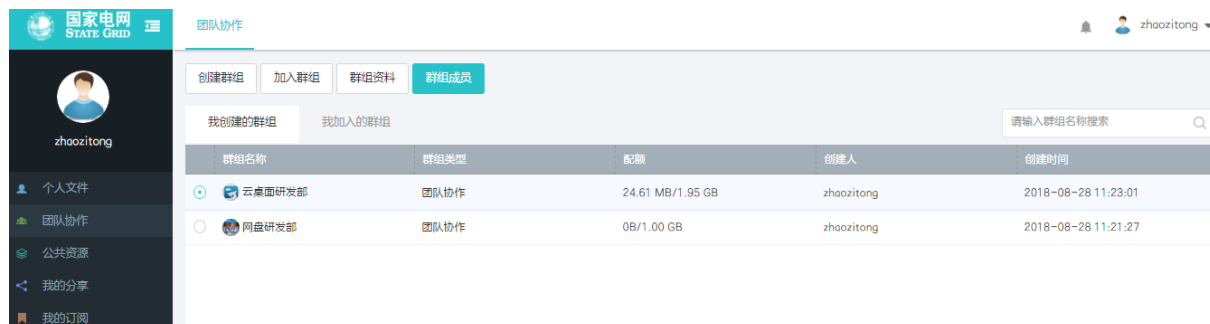 国家电网
STATE GRID
团队协作
zhaozitong
创建群组 加入群组 群组资料 群组成员
zhaozitong
我创建的群组 我加入的群组 请输入群组名称搜索
群组名称 群组类型 配额 创建人 创建时间
个人文件
云桌面研发部 团队协作 24.61 MB/1.95 GB zhaozitong 2018-08-28 11:23:01
团队协作
网盘研发部 团队协作 0B/1.00 GB zhaozitong 2018-08-28 11:21:27
公共资源
我的分享
我的订阅